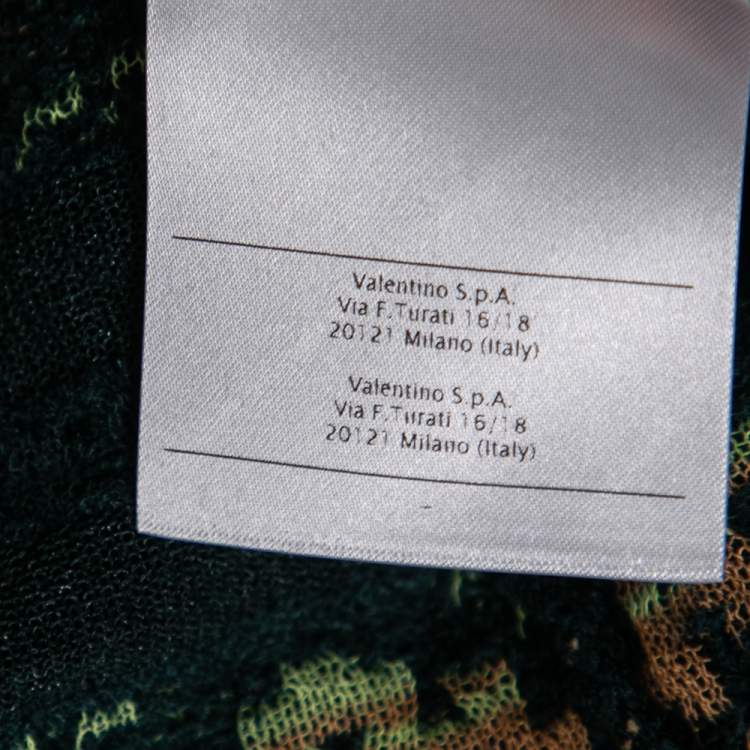 Valentino S.p.A.
Via F.Turati 16/18
20121 Milano (Italy)
Valentino S.p.A.
Via F.Turati 16/18
20121 Milano (Italy)